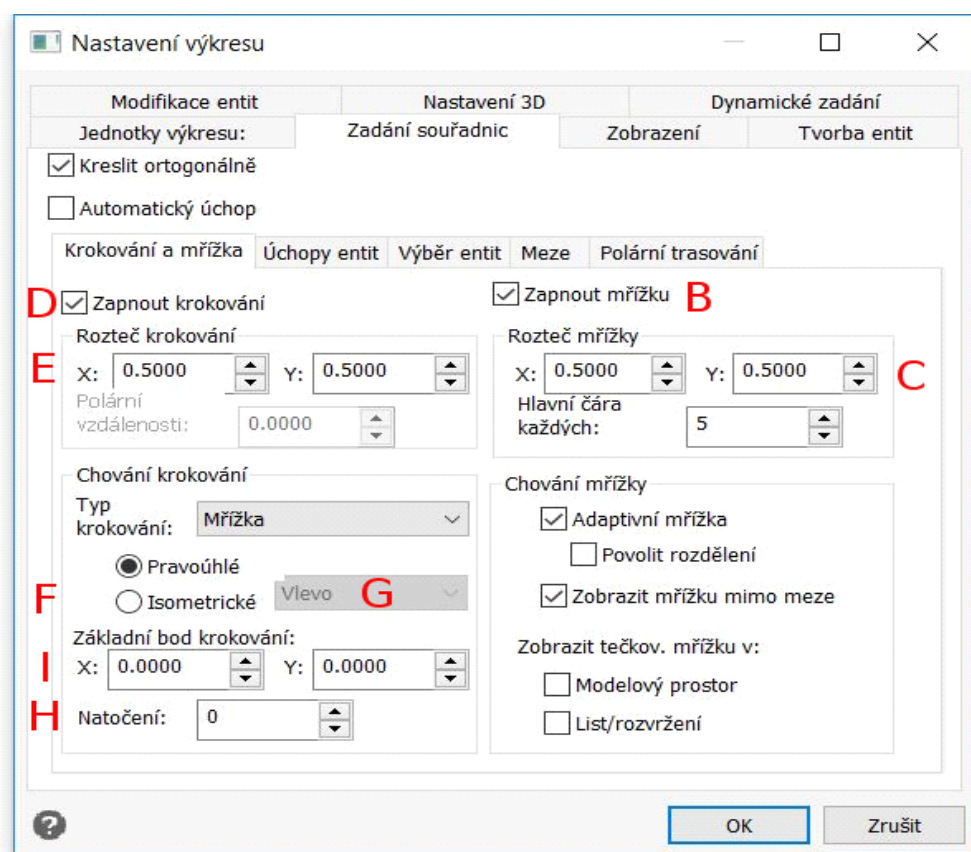 Nastavení výkresu
Modifikace entit Nastavení 3D Dynamické zadání
Jednotky výkresu: Zadání souřadnic Zobrazení Tvorba entit
Kreslit ortogonálně
Automatický úchop
Krokování a mřížka Úchopy entit Výběr entit Meze Polární trasování
D Zapnout krokování Zapnout mřížku B
Rozteč krokování Rozteč mřížky
E X: 0.5000 Y: 0.5000 X: 0.5000 Y: 0.5000 C
Polární
vzdálenosti: 0.0000
Hlavní čára
každých: 5
Chování krokování Chování mřížky
Typ
krokování: Mřížka
Adaptivní mřížka
Povolit rozdělení
Pravoúhlé
F Isometrické Vlevo G
Zobrazit mřížku mimo meze
Základní bod krokování:
I X: 0.0000 Y: 0.0000
H Natočení: 0
Zobrazit tečkov. mřížku v:
Modelový prostor
List/rozvržení
? OK Zrušit